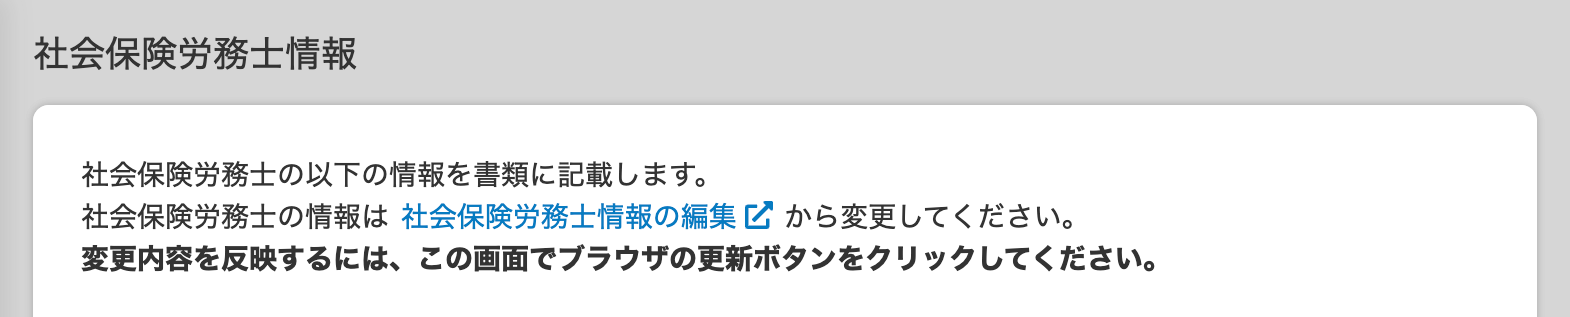 社会保険労務士情報
社会保険労務士の以下の情報を書類に記載します。
社会保険労務士の情報は 社会保険労務士情報の編集 から変更してください。
変更内容を反映するには、この画面でブラウザの更新ボタンをクリックしてください。